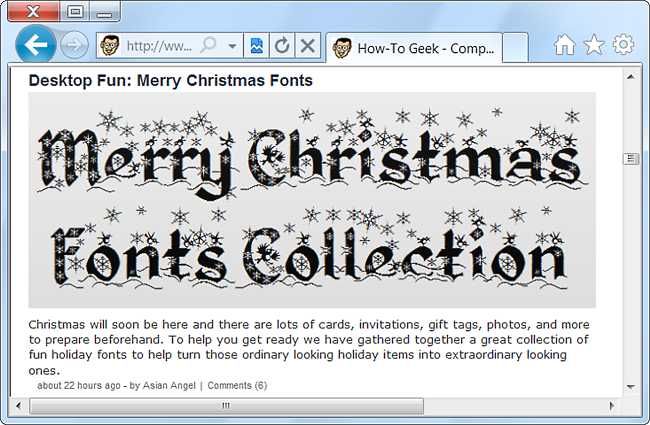 http://ww...
How-To Geek - Comp...
Desktop Fun: Merry Christmas Fonts
Merry Christmas
Fonts Collection
Christmas will soon be here and there are lots of cards, invitations, gift tags, photos, and more
to prepare beforehand. To help you get ready we have gathered together a great collection of
fun holiday fonts to help turn those ordinary looking holiday items into extraordinary looking
ones.
about 22 hours ago - by Asian Angel | Comments (6)